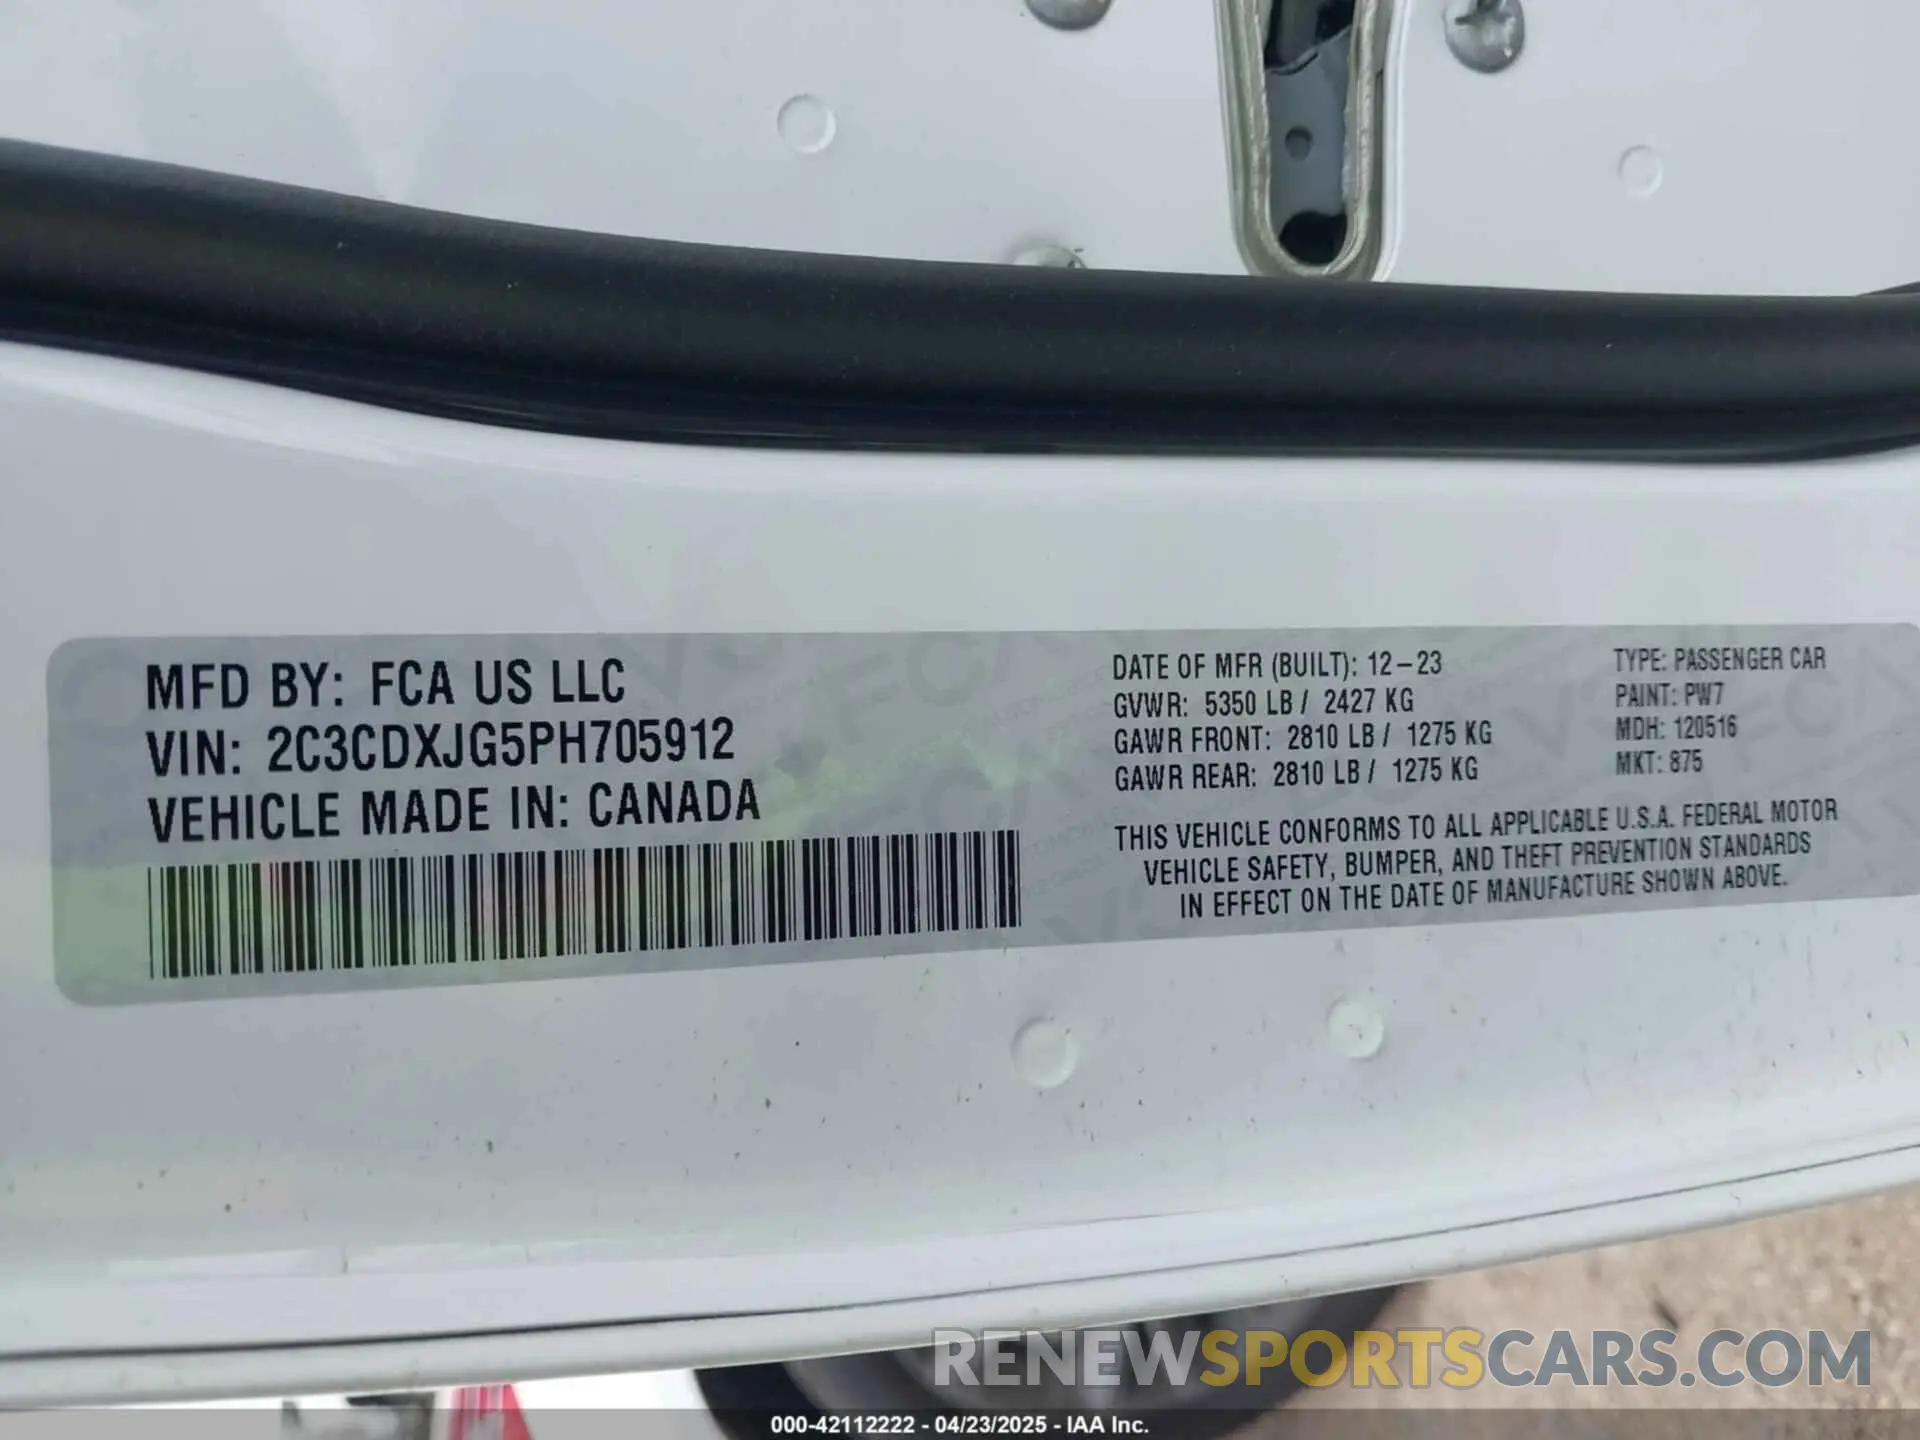 MFD BY: FCA US LLC
VIN: 2C3CDXJG5PH705912
VEHICLE MADE IN: CANADA
DATE OF MFR (BUILT): 12-23
GVWR: 5350 LB / 2427 KG
GAWR FRONT: 2810 LB / 1275 KG
GAWR REAR: 2810 LB / 1275 KG
TYPE: PASSENGER CAR
PAINT: PW7
MDH: 120516
MKT: 875
THIS VEHICLE CONFORMS TO ALL APPLICABLE U.S.A. FEDERAL MOTOR
VEHICLE SAFETY, BUMPER, AND THEFT PREVENTION STANDARDS
IN EFFECT ON THE DATE OF MANUFACTURE SHOWN ABOVE.
RENEWSPORTSCARS.COM
000-42112222 - 04/23/2025 - IAA Inc.